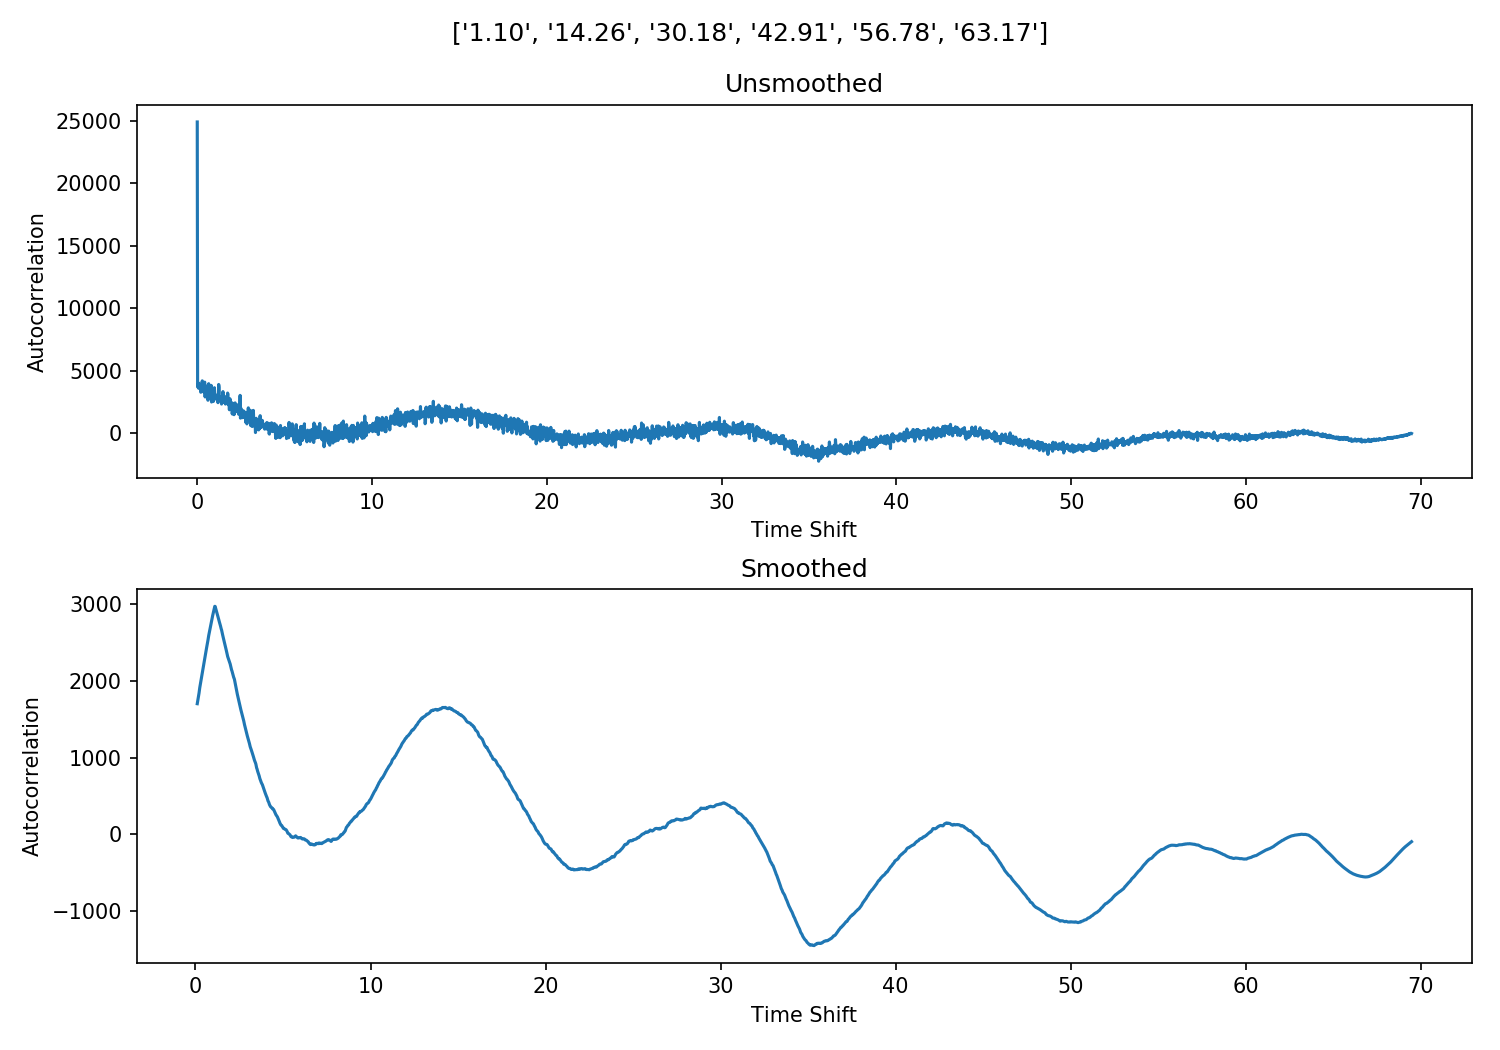 ['1.10', '14.26', '30.18', '42.91', '56.78', '63.17']
Unsmoothed
Autocorrelation
25000
20000
15000
10000
5000
0
0 10 20 30 40 50 60 70
Time Shift
Smoothed
Autocorrelation
3000
2000
1000
0
−1000
0 10 20 30 40 50 60 70
Time Shift